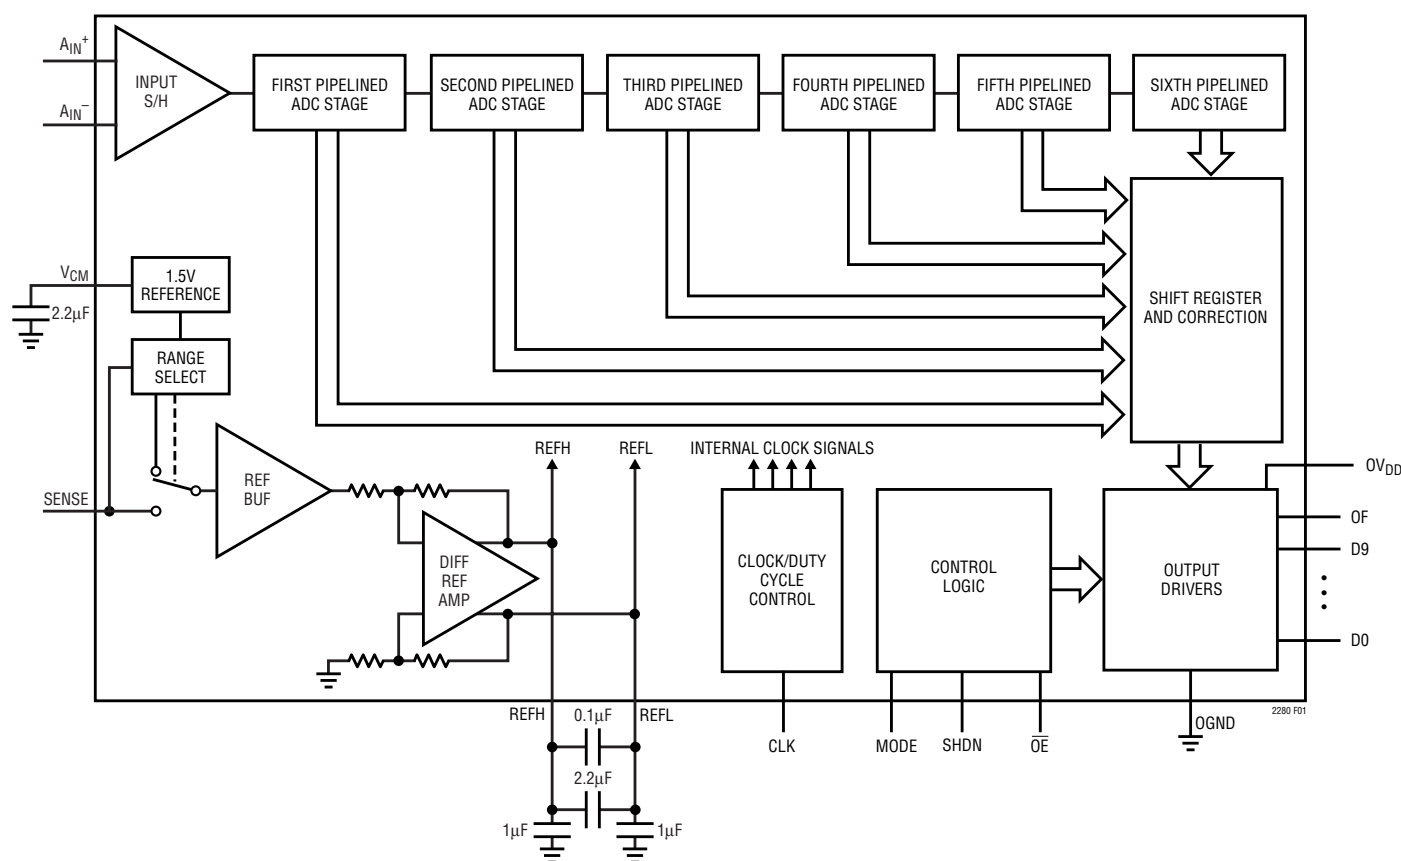 AIN+
INPUT
S/H
AIN−
FIRST PIPELINED
ADC STAGE
SECOND PIPELINED
ADC STAGE
THIRD PIPELINED
ADC STAGE
FOURTH PIPELINED
ADC STAGE
FIFTH PIPELINED
ADC STAGE
SIXTH PIPELINED
ADC STAGE
VCM
2.2µF
1.5V
REFERENCE
RANGE
SELECT
SHIFT REGISTER
AND CORRECTION
SENSE
REF
BUF
DIFF
REF
AMP
REFH
REFL
INTERNAL CLOCK SIGNALS
CLOCK/DUTY
CYCLE
CONTROL
CONTROL
LOGIC
OUTPUT
DRIVERS
OVDD
OF
D9
D0
2280 F01
REFH
0.1µF
REFL
2.2µF
1µF
1µF
CLK
MODE
SHDN
O̅E̅
OGND